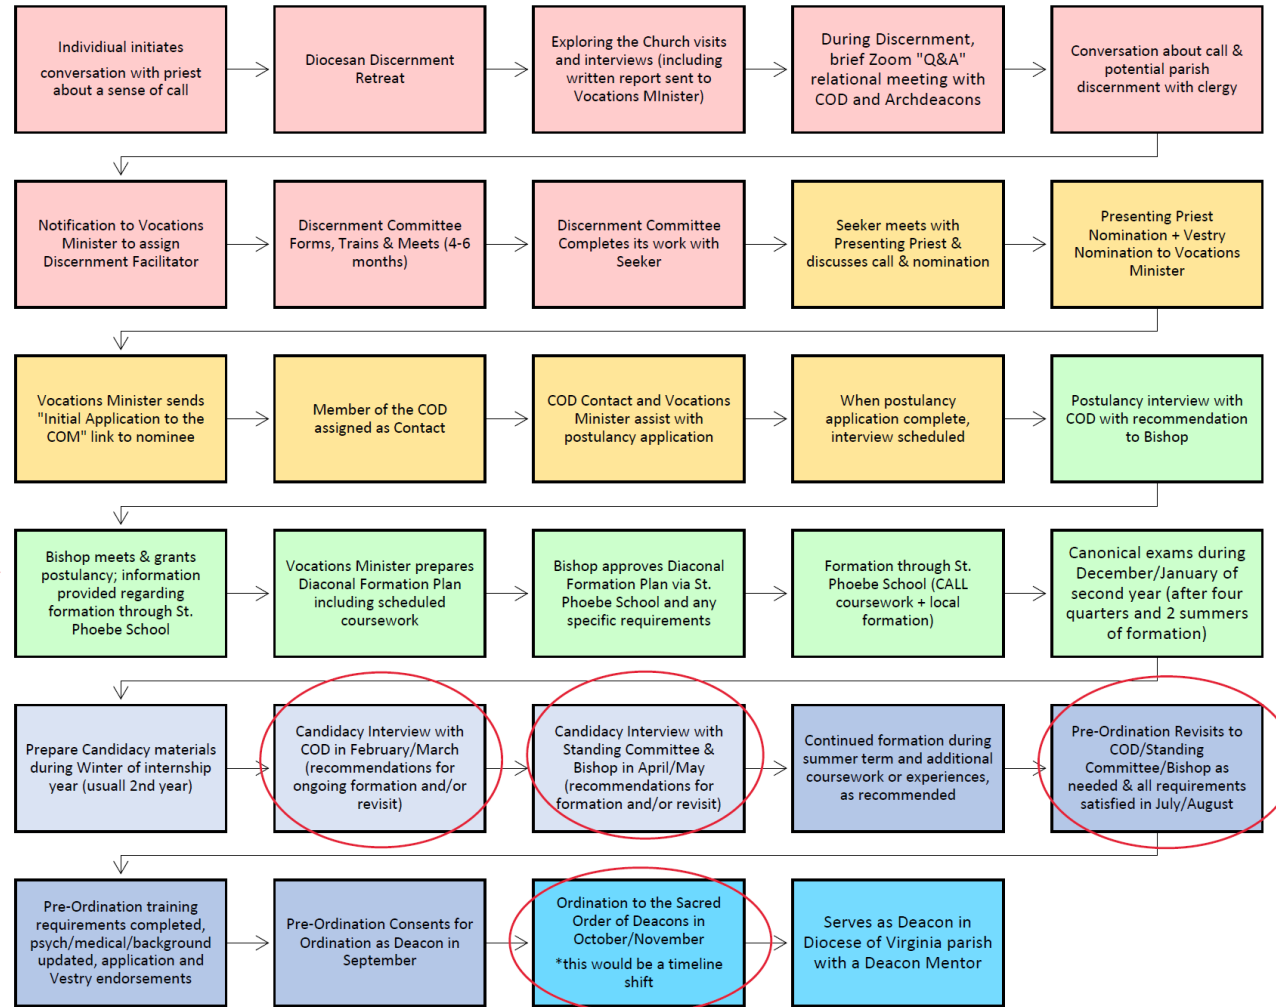 Individiual initiates
conversation with priest
about a sense of call
Diocesan Discernment
Retreat
Exploring the Church visits
and interviews (including
written report sent to
Vocations MInister)
During Discernment,
brief Zoom "Q&A"
relational meeting with
COD and Archdeacons
Conversation about call &
potential parish
discernment with clergy
Notification to Vocations
Minister to assign
Discernment Facilitator
Discernment Committee
Forms, Trains & Meets (4-6
months)
Discernment Committee
Completes its work with
Seeker
Seeker meets with
Presenting Priest &
discusses call & nomination
Presenting Priest
Nomination + Vestry
Nomination to Vocations
Minister
Vocations Minister sends
"Initial Application to the
COM" link to nominee
Member of the COD
assigned as Contact
COD Contact and Vocations
Minister assist with
postulancy application
When postulancy
application complete,
interview scheduled
Postulancy interview with
COD with recommendation
to Bishop
Bishop meets & grants
postulancy; information
provided regarding
formation through St.
Phoebe School
Vocations Minister prepares
Diaconal Formation Plan
including scheduled
coursework
Bishop approves Diaconal
Formation Plan via St.
Phoebe School and any
specific requirements
Formation through St.
Phoebe School (CALL
coursework + local
formation)
Canonical exams during
December/January of
second year (after four
quarters and 2 summers
of formation)
Prepare Candidacy materials
during Winter of internship
year (usuall 2nd year)
Candidacy Interview with
COD in February/March
(recommendations for
ongoing formation and/or
revisit)
Candidacy Interview with
Standing Committee &
Bishop in April/May
(recommendations for
formation and/or revisit)
Continued formation during
summer term and additional
coursework or experiences,
as recommended
Pre-Ordination Revisits to
COD/Standing
Committee/Bishop as
needed & all requirements
satisfied in July/August
Pre-Ordination training
requirements completed,
psych/medical/background
updated, application and
Vestry endorsements
Pre-Ordination Consents for
Ordination as Deacon in
September
Ordination to the Sacred
Order of Deacons in
October/November
*this would be a timeline
shift
Serves as Deacon in
Diocese of Virginia parish
with a Deacon Mentor